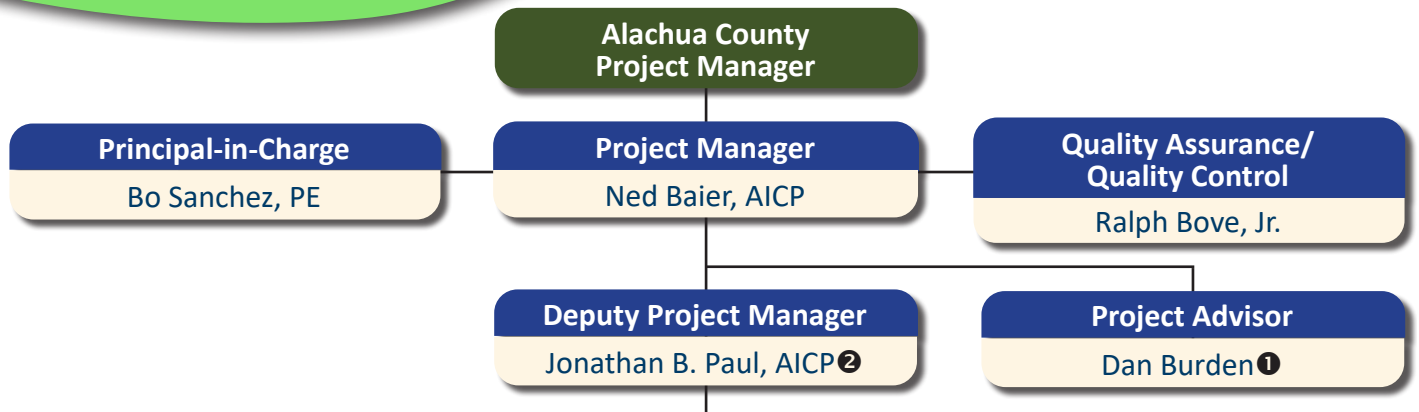 Alachua County
Project Manager
Principal-in-Charge
Bo Sanchez, PE
Project Manager
Ned Baier, AICP
Quality Assurance/
Quality Control
Ralph Bove, Jr.
Deputy Project Manager
Jonathan B. Paul, AICP❷
Project Advisor
Dan Burden❶